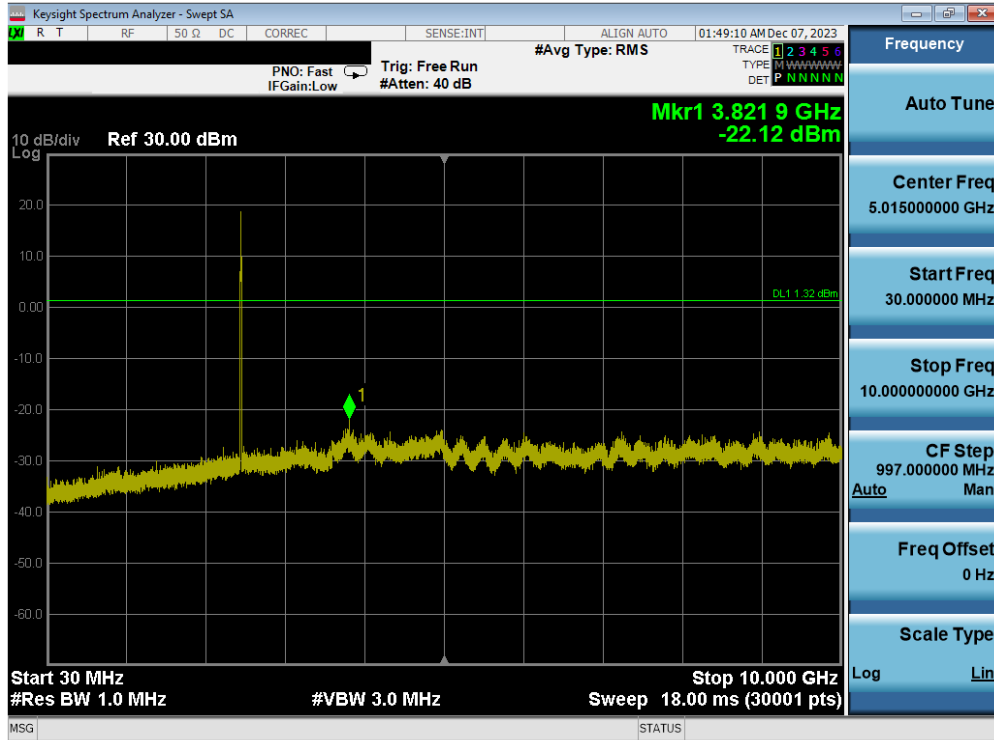 Keysight Spectrum Analyzer - Swept SA
LXI R T RF 50 Ω DC CORREC SENSE:INT ALIGN AUTO 01:49:10 AM Dec 07, 2023
#Avg Type: RMS
TRACE 1 2 3 4 5 6
PNO: Fast Trig: Free Run
TYPE M WWWWW
IFGain:Low #Atten: 40 dB
DET P N N N N N
Mkr1 3.821 9 GHz
-22.12 dBm
10 dB/div Ref 30.00 dBm
Log
20.0
10.0
DL1 1.32 dBm
0.00
-10.0
1
-20.0
-30.0
-40.0
-50.0
-60.0
Start 30 MHz Stop 10.000 GHz
#Res BW 1.0 MHz #VBW 3.0 MHz Sweep 18.00 ms (30001 pts)
MSG STATUS
Frequency
Auto Tune
Center Freq
5.015000000 GHz
Start Freq
30.000000 MHz
Stop Freq
10.000000000 GHz
CF Step
997.000000 MHz
Auto Man
Freq Offset
0 Hz
Scale Type
Log Lin